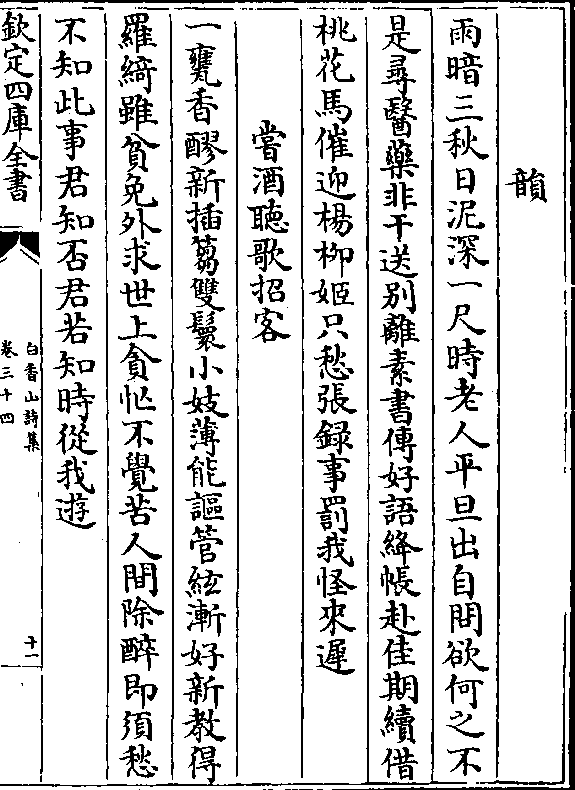 韻
雨暗三秋日泥深一尺時老人平旦出自問欲何之不
是尋醫藥非干送别離素書傳好語絳帳赴佳期續借
桃花馬催迎楊栁姬只愁張録事罰我怪來遲
嘗酒聽歌招客
一甕香醪新插蒭雙鬟小妓薄能謳管絃漸好新教得
羅綺雖貧免外求世上貪忙不覺苦人間除醉即須愁
不知此事君知否君若知時從我遊
欽定四庫全書
白香山詩集
卷三十四
十一